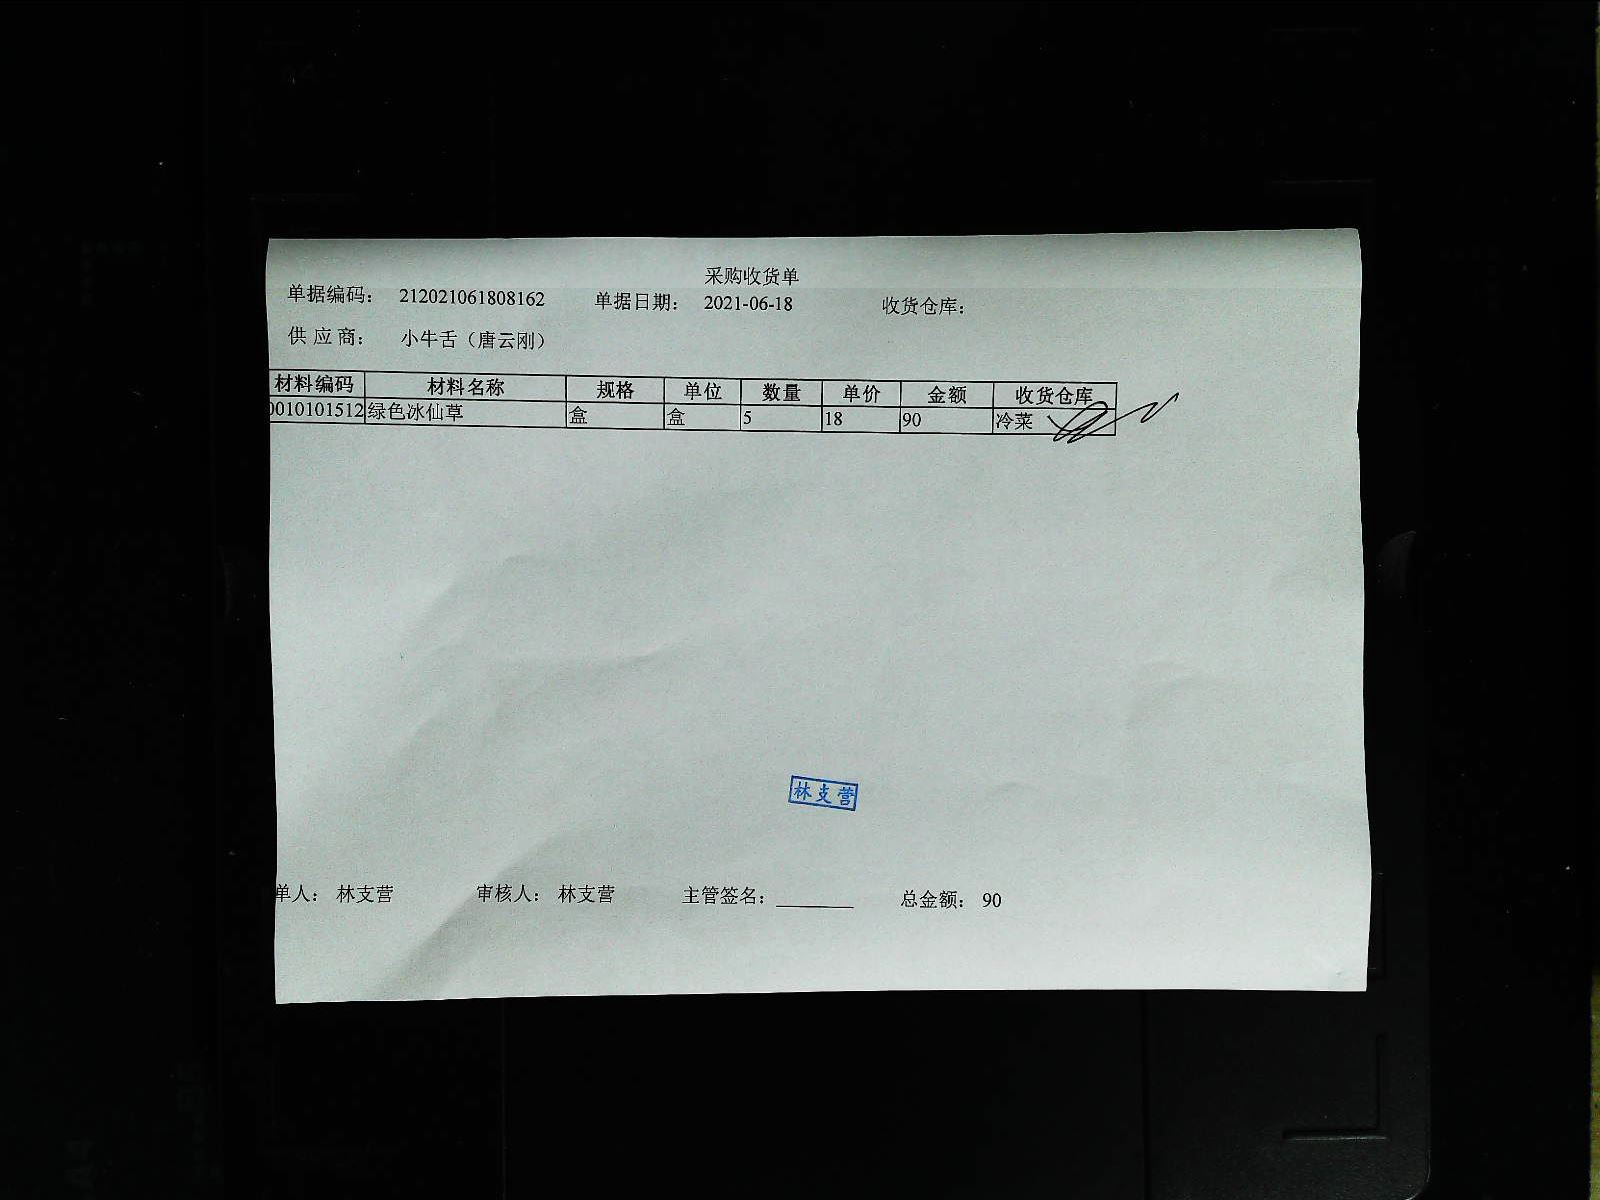 采购收货单
单据编码： 212021061808162 单据日期： 2021-06-18 收货仓库：
供 应 商： 小牛舌（唐云刚）
材料编码 材料名称 规格 单位 数量 单价 金额 收货仓库
0010101512 绿色冰仙草 盒 盒 5 18 90 冷菜
林支营
单人： 林支营 审核人： 林支营 主管签名：________ 总金额： 90